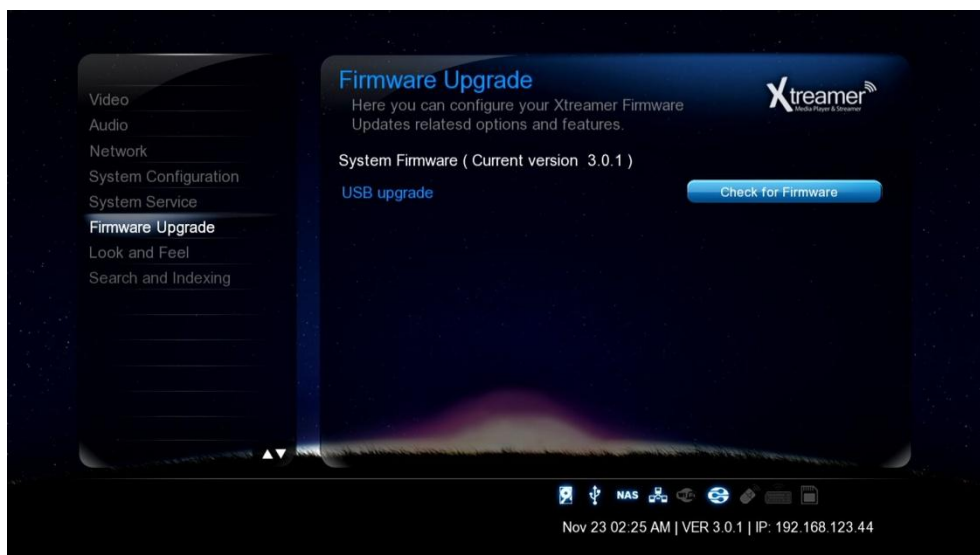 Video
Audio
Network
System Configuration
System Service
Firmware Upgrade
Look and Feel
Search and Indexing
Firmware Upgrade
Here you can configure your Xtreamer Firmware
Updates relatesd options and features.
Xtreamer
Media Player & Streamer
System Firmware ( Current version 3.0.1 )
USB upgrade
Check for Firmware
NAS
Nov 23 02:25 AM | VER 3.0.1 | IP: 192.168.123.44